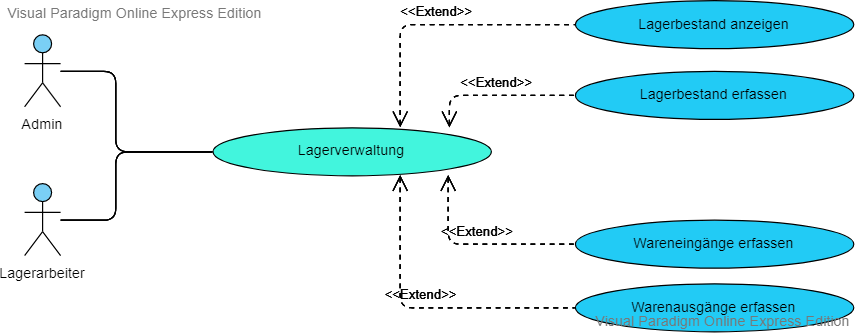 Visual Paradigm Online Express Edition
<<Extend>>
Lagerbestand anzeigen
Admin
<<Extend>>
Lagerbestand erfassen
Lagerverwaltung
Lagerarbeiter
<<Extend>>
Wareneingänge erfassen
<<Extend>>
Warenausgänge erfassen
Visual Paradigm Online Express Edition